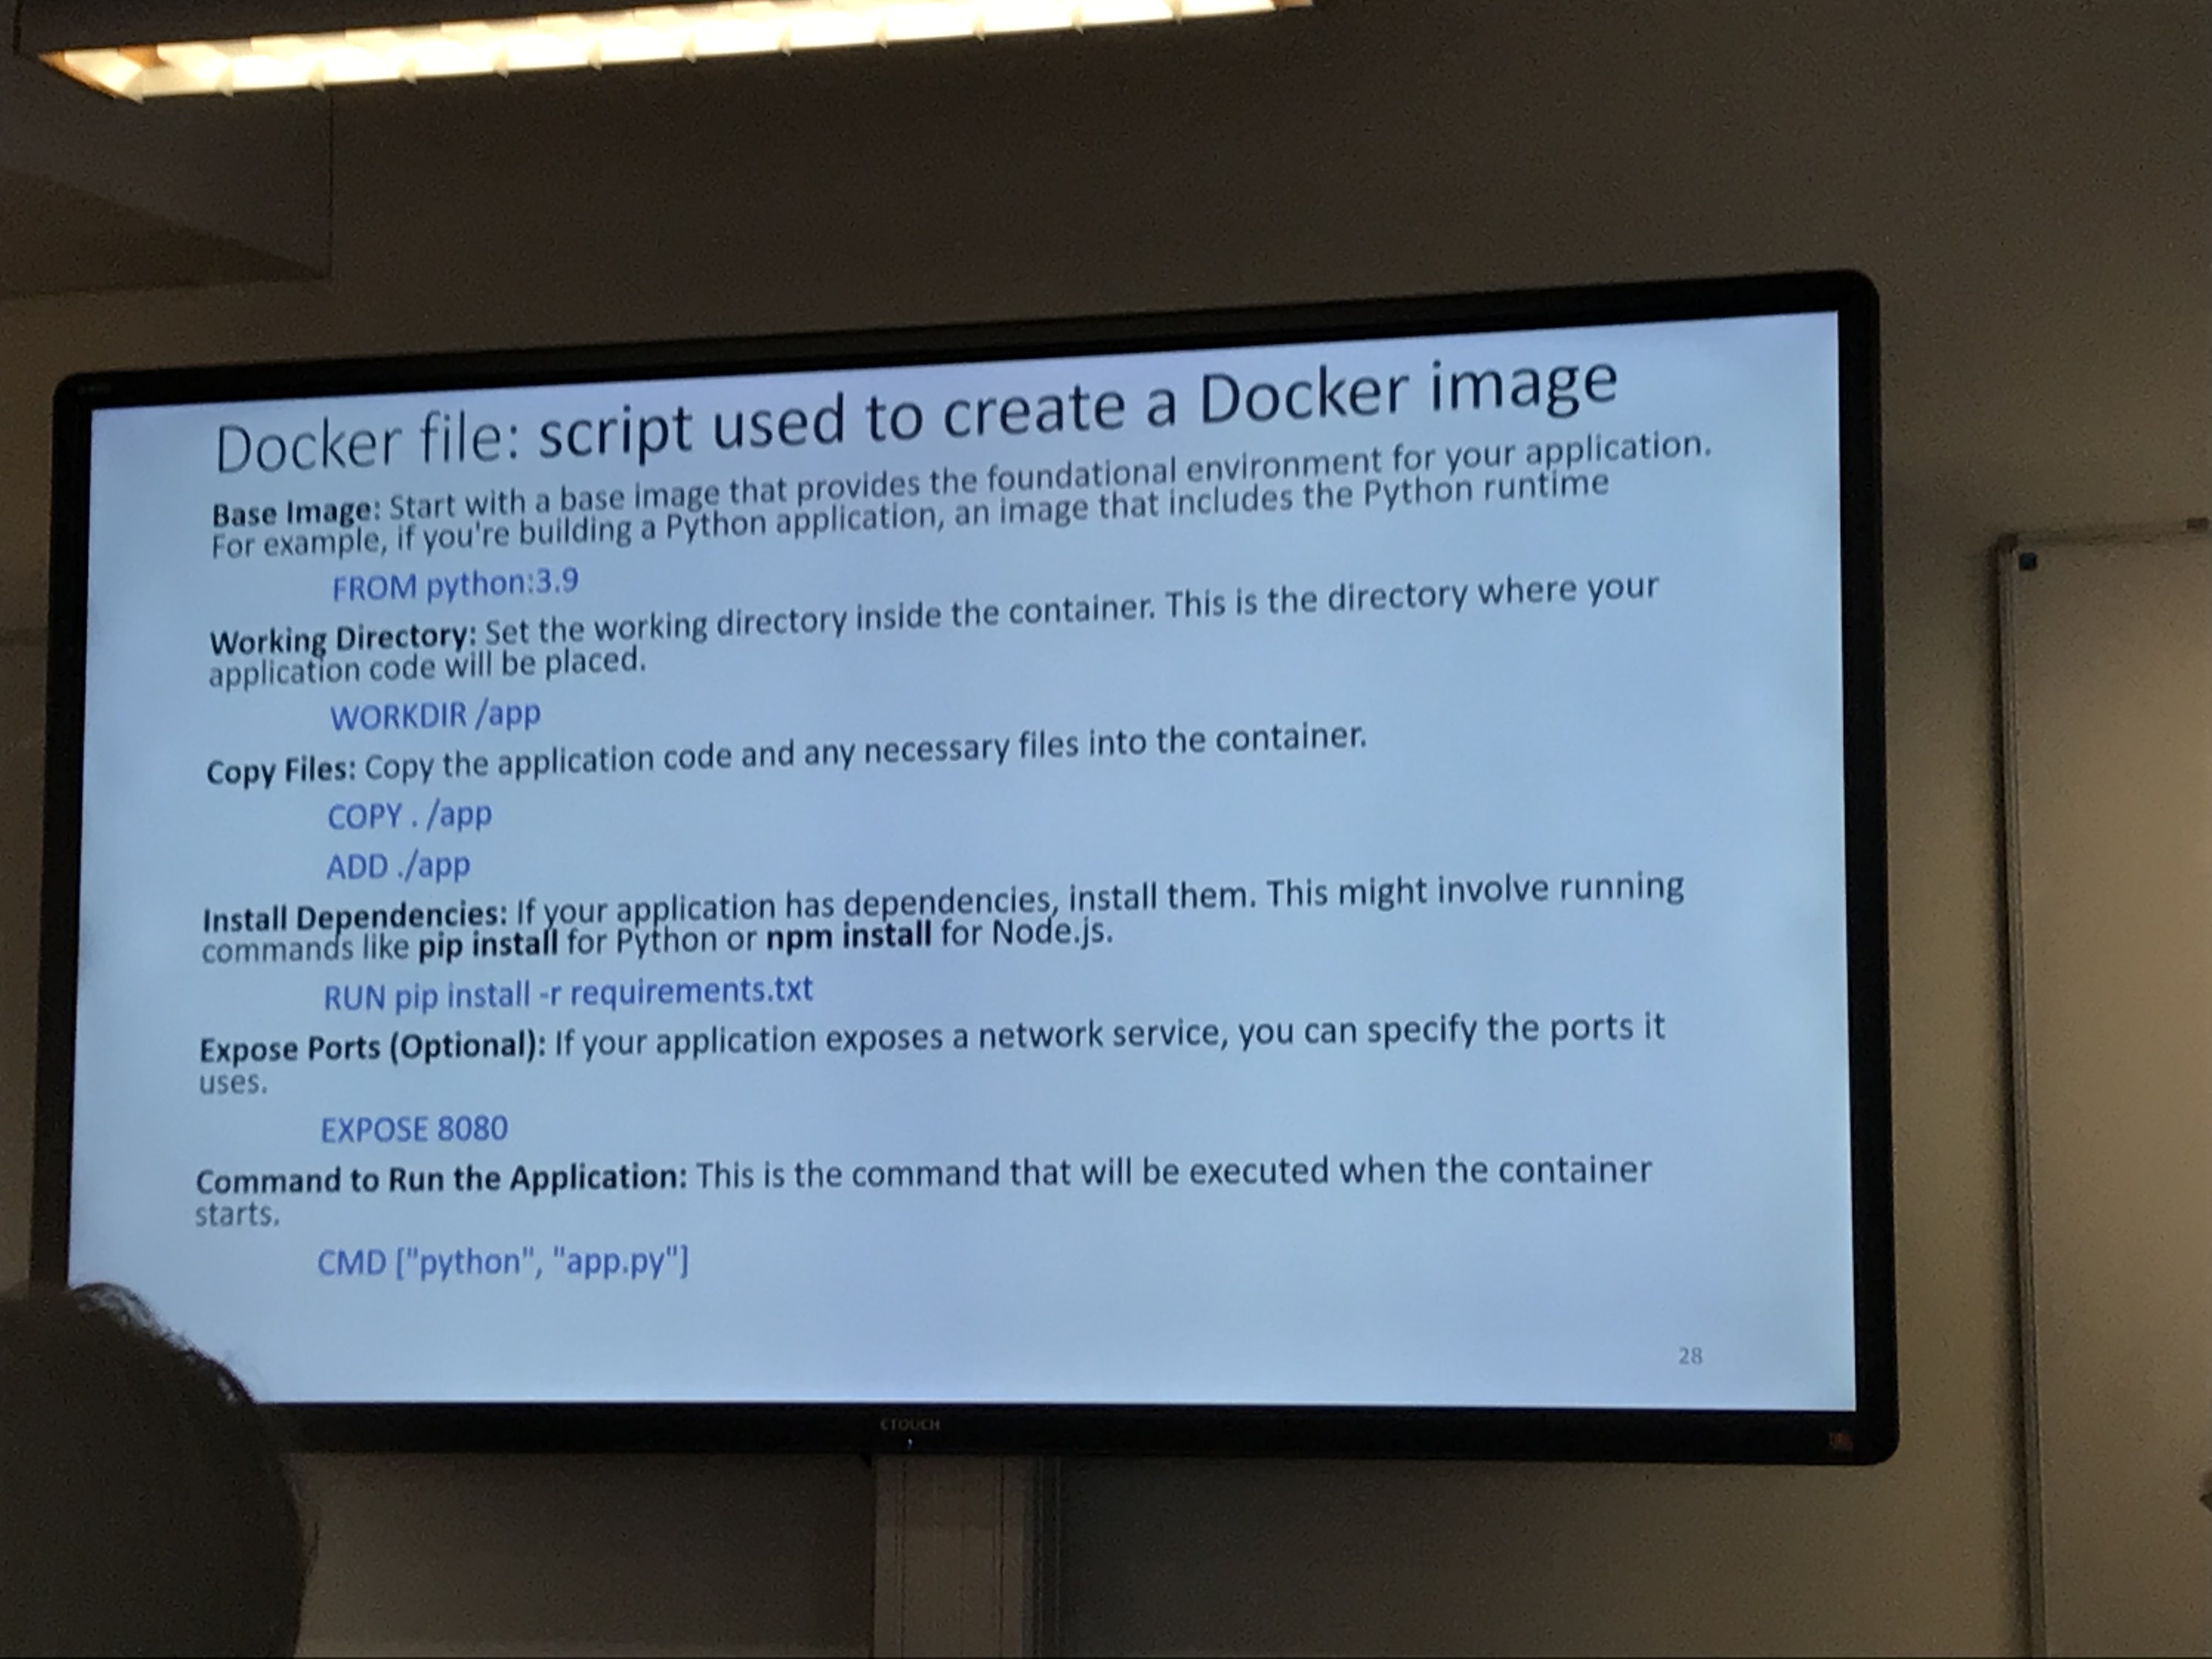 Docker file: script used to create a Docker image
Base Image: Start with a base image that provides the foundational environment for your application.
For example, if you're building a Python application, an image that includes the Python runtime
FROM python:3.9
Working Directory: Set the working directory inside the container. This is the directory where your
application code will be placed.
WORKDIR /app
Copy Files: Copy the application code and any necessary files into the container.
COPY . /app
ADD ./app
Install Dependencies: If your application has dependencies, install them. This might involve running
commands like pip install for Python or npm install for Node.js.
RUN pip install -r requirements.txt
Expose Ports (Optional): If your application exposes a network service, you can specify the ports it
uses.
EXPOSE 8080
Command to Run the Application: This is the command that will be executed when the container
starts.
CMD ["python", "app.py"]
28
CTOUCH